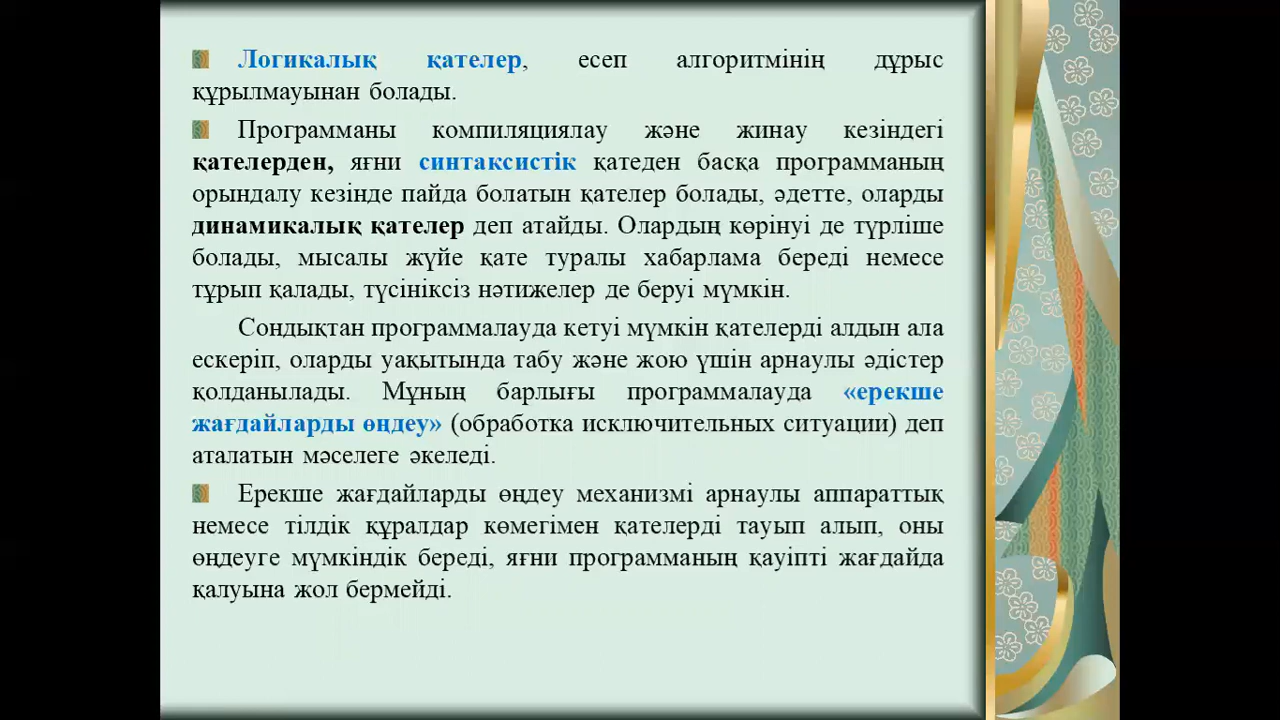 Логикалық қателер, есеп алгоритмінің дұрыс
құрылмауынан болады.
Программаны компиляциялау және жинау кезіндегі
қателерден, яғни синтаксистік қатеден басқа программаның
орындалу кезінде пайда болатын қателер болады, әдетте, оларды
динамикалық қателер деп атайды. Олардың көрінуі де түрліше
болады, мысалы жүйе қате туралы хабарлама береді немесе
тұрып қалады, түсініксіз нәтижелер де беруі мүмкін.
Сондықтан программалауда кетуі мүмкін қателерді алдын ала
ескеріп, оларды уақытында табу және жою үшін арнаулы әдістер
қолданылады. Мұның барлығы программалауда «ерекше
жағдайларды өңдеу» (обработка исключительных ситуации) деп
аталатын мәселеге әкеледі.
Ерекше жағдайларды өңдеу механизмі арнаулы аппараттық
немесе тілдік құралдар көмегімен қателерді тауып алып, оны
өңдеуге мүмкіндік береді, яғни программаның қауіпті жағдайда
қалуына жол бермейді.